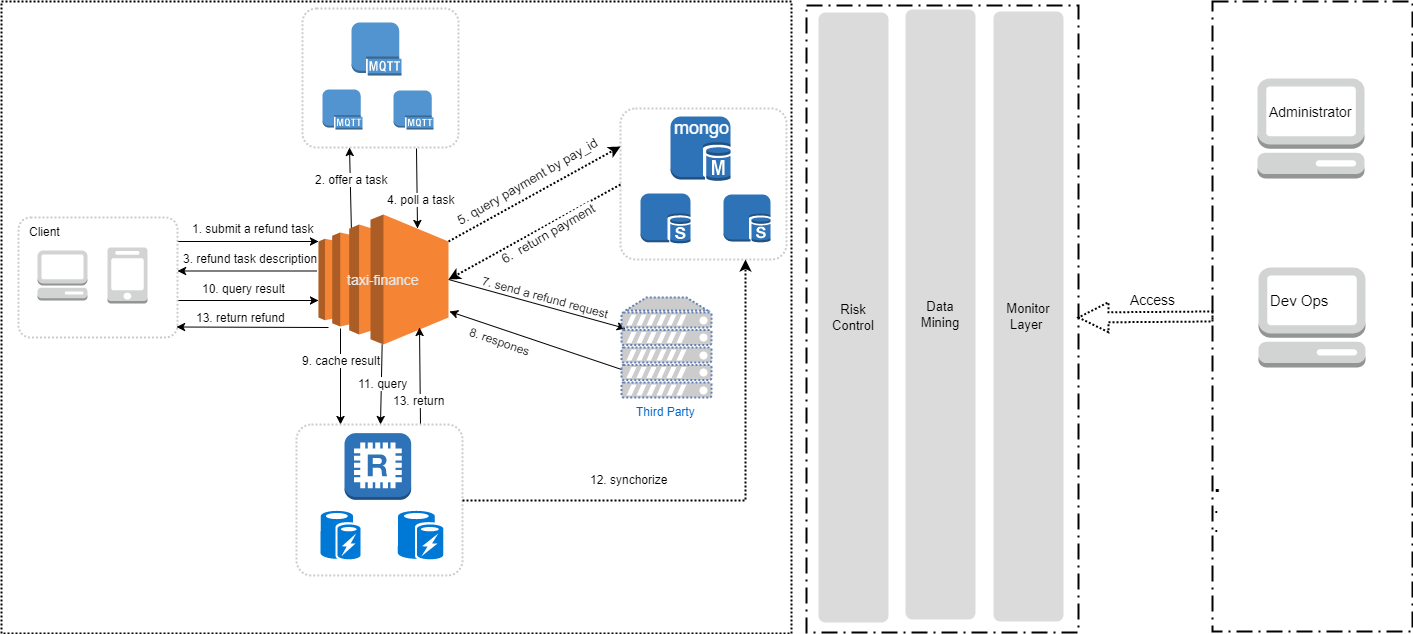 MQTT
MQTT
MQTT
2. offer a task
4. poll a task
5. query payment by pay_id
6. return payment
mongo
M
S
S
Client
1. submit a refund task
3. refund task description
10. query result
13. return refund
taxi-finance
7. send a refund request
8. respones
Third Party
9. cache result
11. query
13. return
R
12. synchorize
Risk
Control
Data
Mining
Monitor
Layer
Access
Administrator
Dev Ops